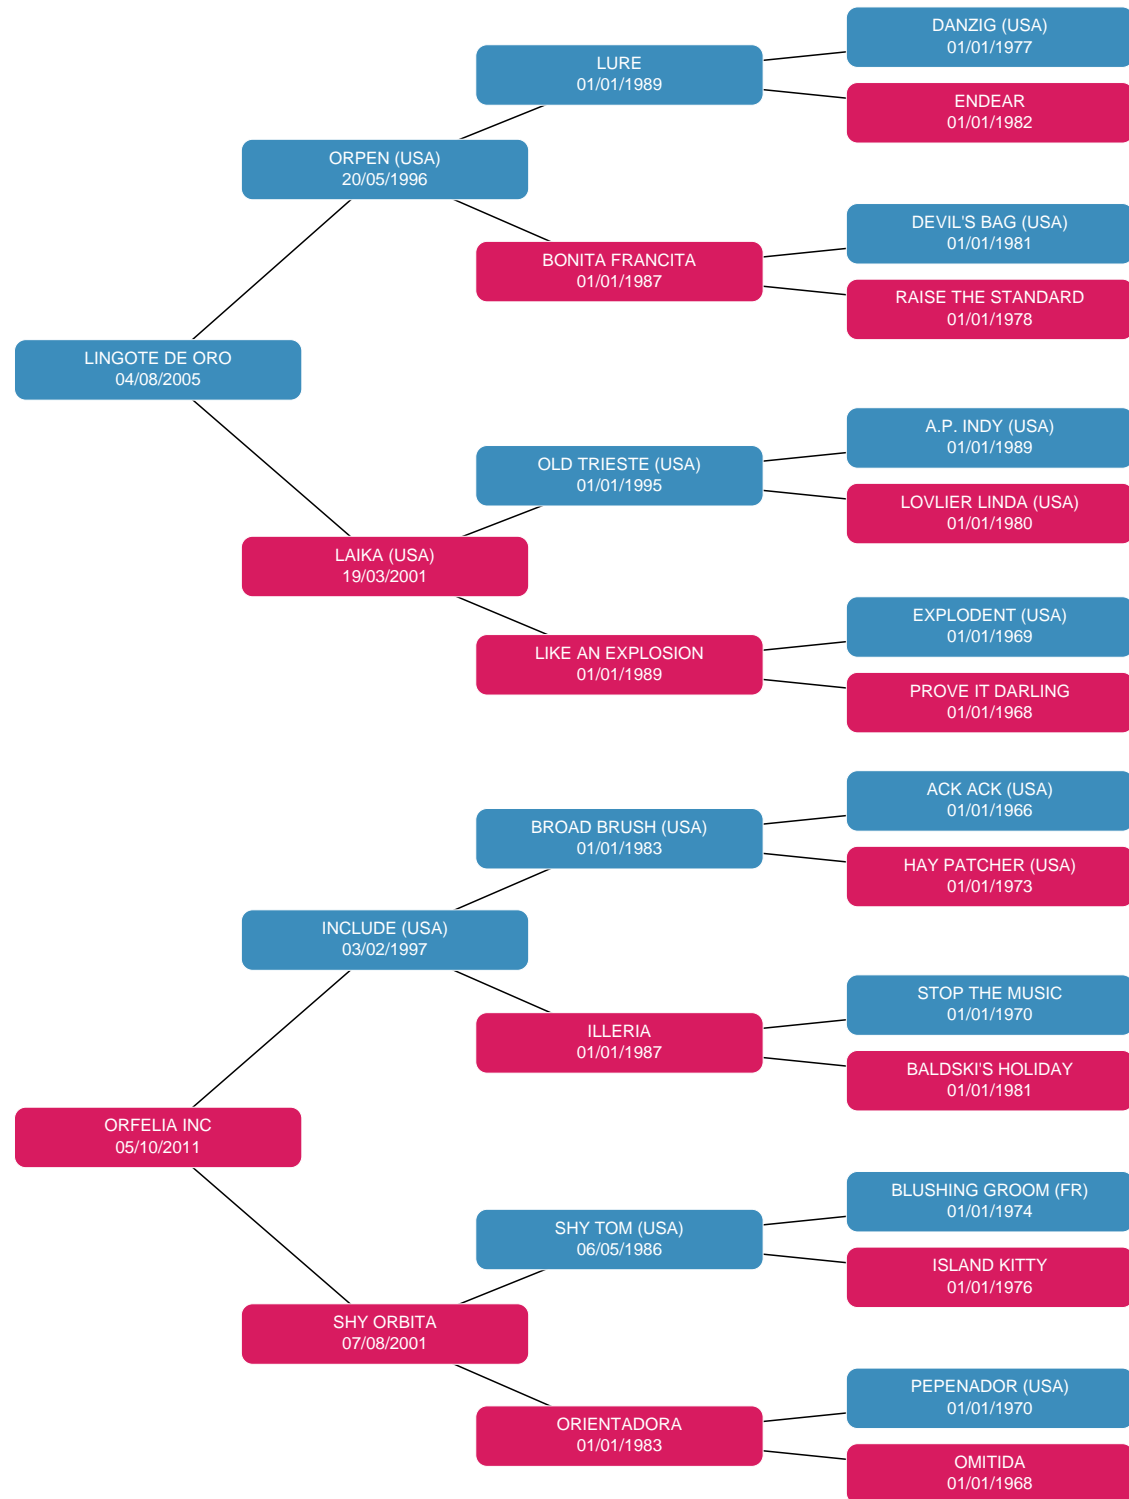 DANZIG (USA)
01/01/1977
LURE
01/01/1989
ENDEAR
01/01/1982
ORPEN (USA)
20/05/1996
DEVIL'S BAG (USA)
01/01/1981
BONITA FRANCITA
01/01/1987
RAISE THE STANDARD
01/01/1978
LINGOTE DE ORO
04/08/2005
A.P. INDY (USA)
01/01/1989
OLD TRIESTE (USA)
01/01/1995
LOVLIER LINDA (USA)
01/01/1980
LAIKA (USA)
19/03/2001
EXPLODENT (USA)
01/01/1969
LIKE AN EXPLOSION
01/01/1989
PROVE IT DARLING
01/01/1968
ACK ACK (USA)
01/01/1966
BROAD BRUSH (USA)
01/01/1983
HAY PATCHER (USA)
01/01/1973
INCLUDE (USA)
03/02/1997
STOP THE MUSIC
01/01/1970
ILLERIA
01/01/1987
BALDSKI'S HOLIDAY
01/01/1981
ORFELIA INC
05/10/2011
BLUSHING GROOM (FR)
01/01/1974
SHY TOM (USA)
06/05/1986
ISLAND KITTY
01/01/1976
SHY ORBITA
07/08/2001
PEPENADOR (USA)
01/01/1970
ORIENTADORA
01/01/1983
OMITIDA
01/01/1968